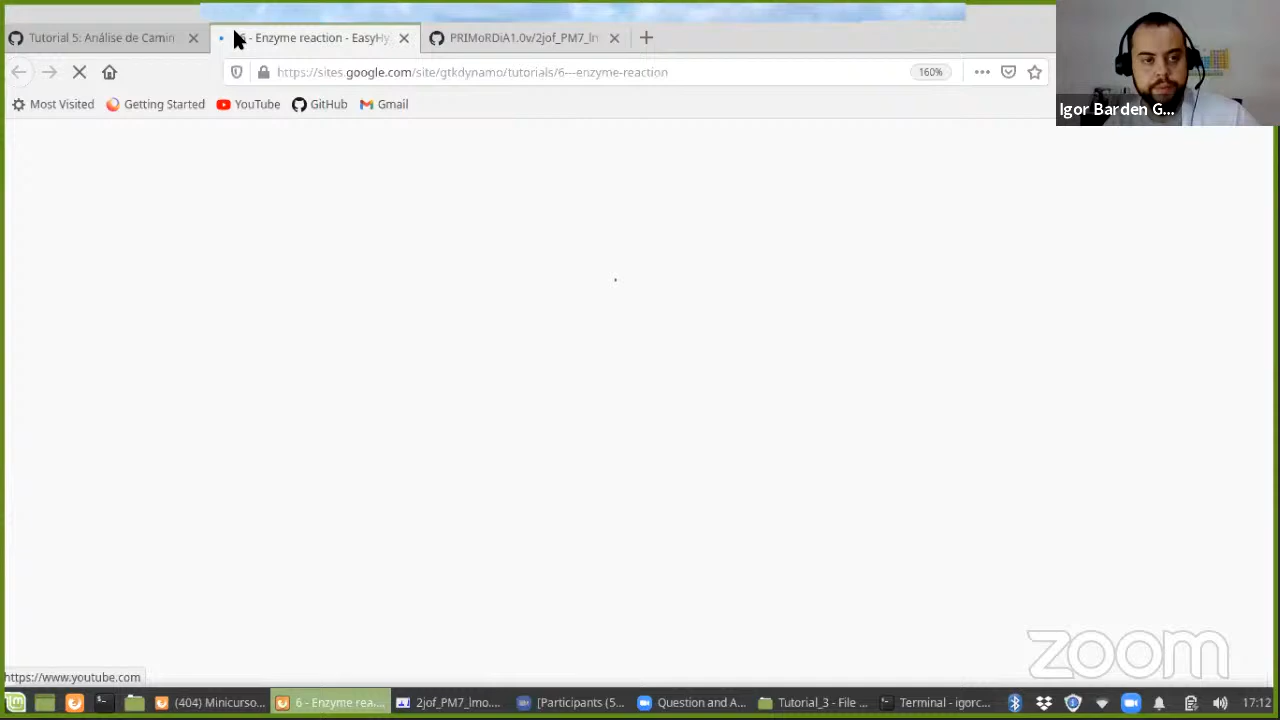 Tutorial 5: Análise de Camin
6 - Enzyme reaction - EasyHy
PRIMoRDiA1.0v/2jof_PM7_ln
https://sites.google.com/site/gtkdynamo/tutorials/6---enzyme-reaction
160%
Most Visited
Getting Started
YouTube
GitHub
Gmail
Igor Barden G...
zoom
https://www.youtube.com
(404) Minicurso...
6 - Enzyme rea...
2jof_PM7_lmo...
[Participants (5...
Question and A...
Tutorial_3 - File ...
Terminal - igorc...
17:12